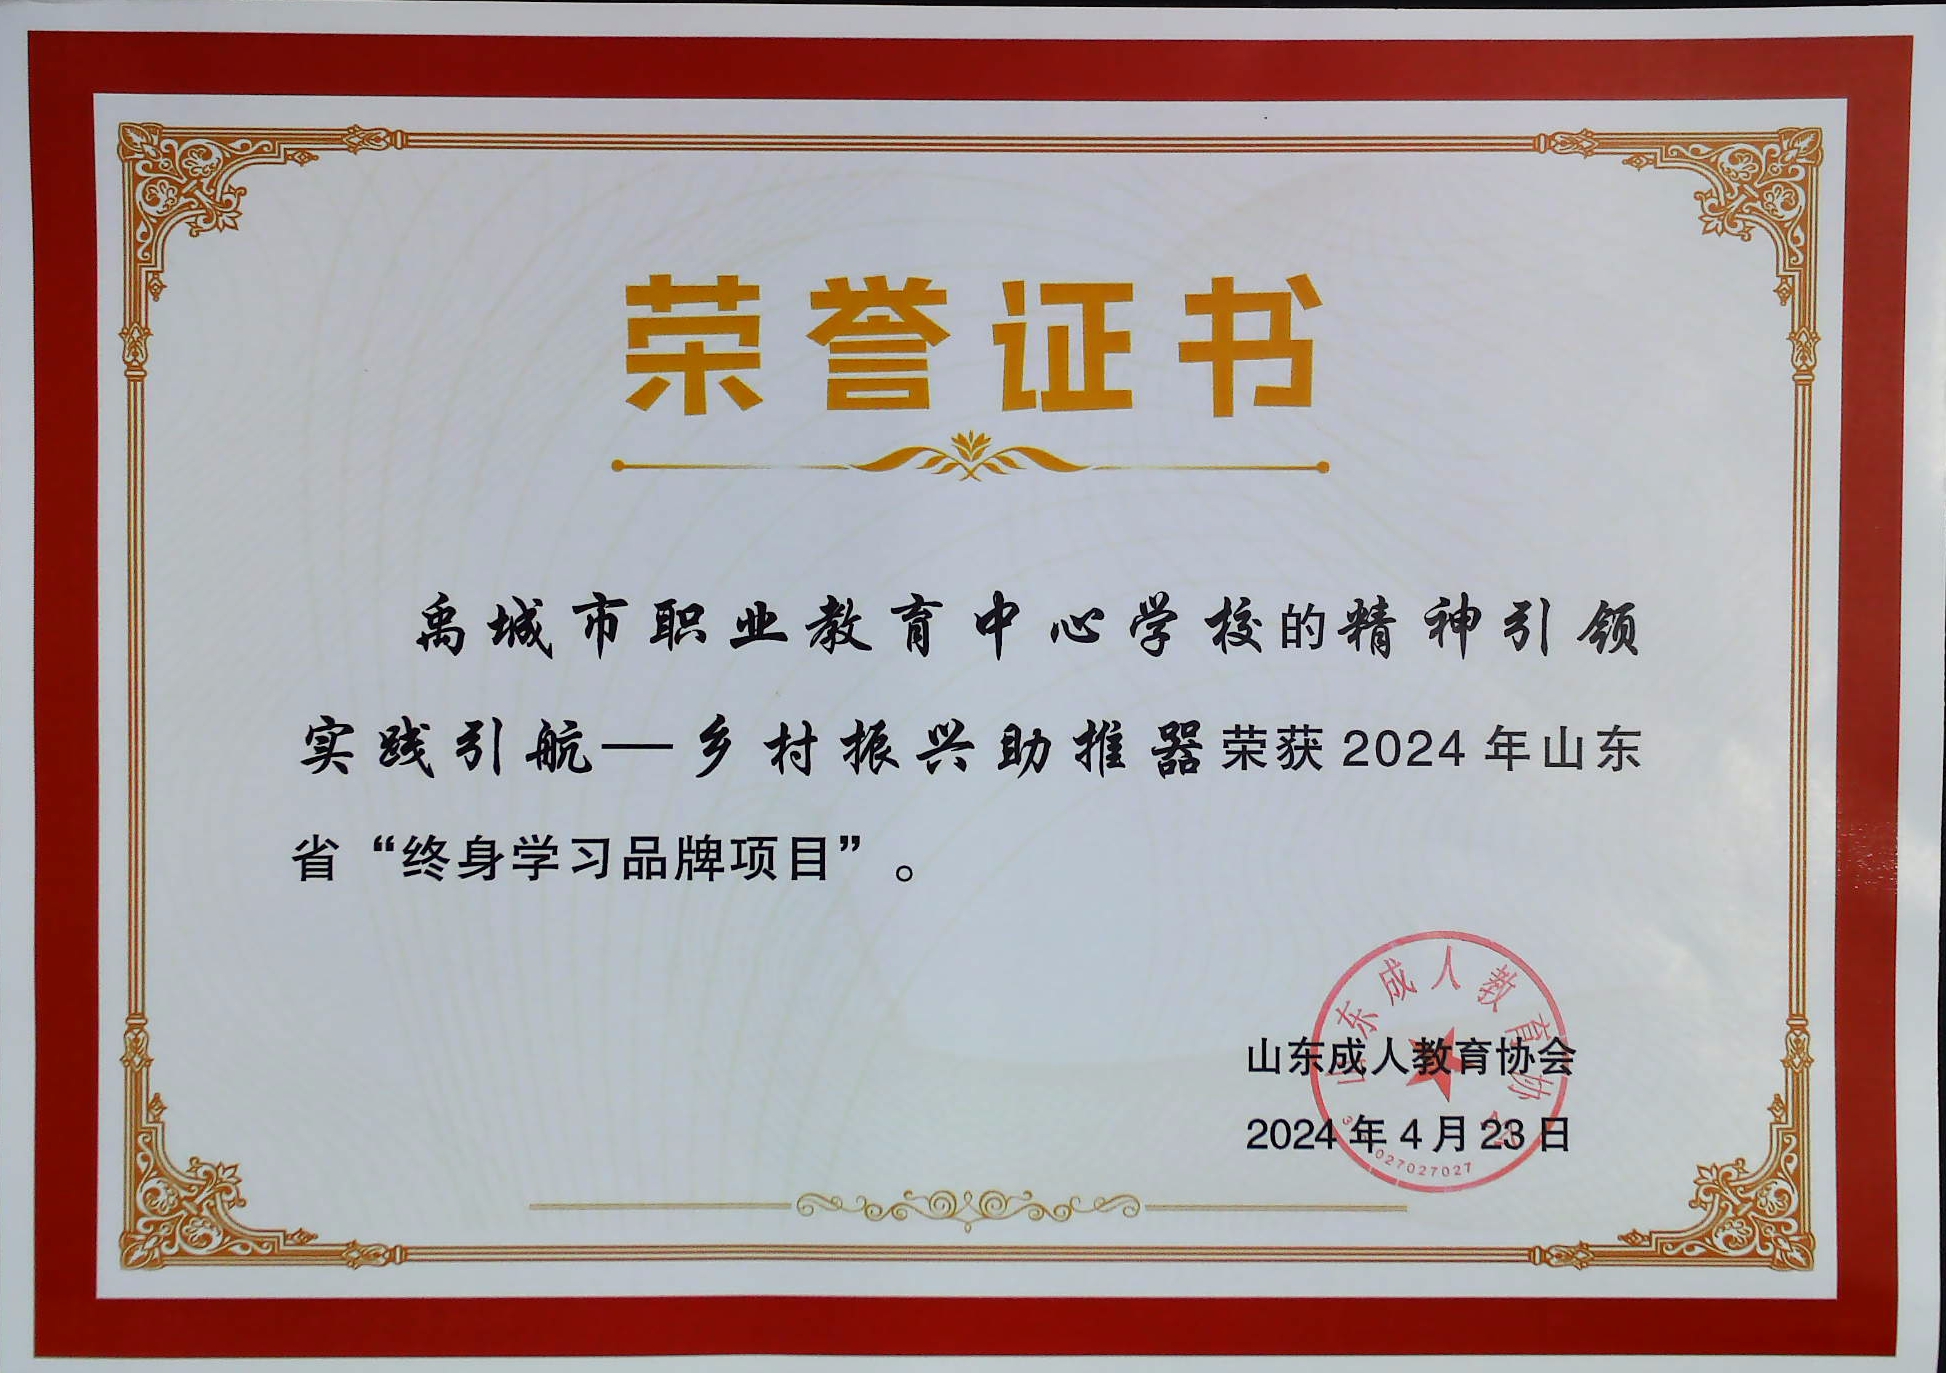 荣誉证书
禹城市职业教育中心学校的精神引领
实践引航——乡村振兴助推器荣获2024年山东
省“终身学习品牌项目”。
山东成人教育协会
2024年4月23日
山东成人教育协
027027027